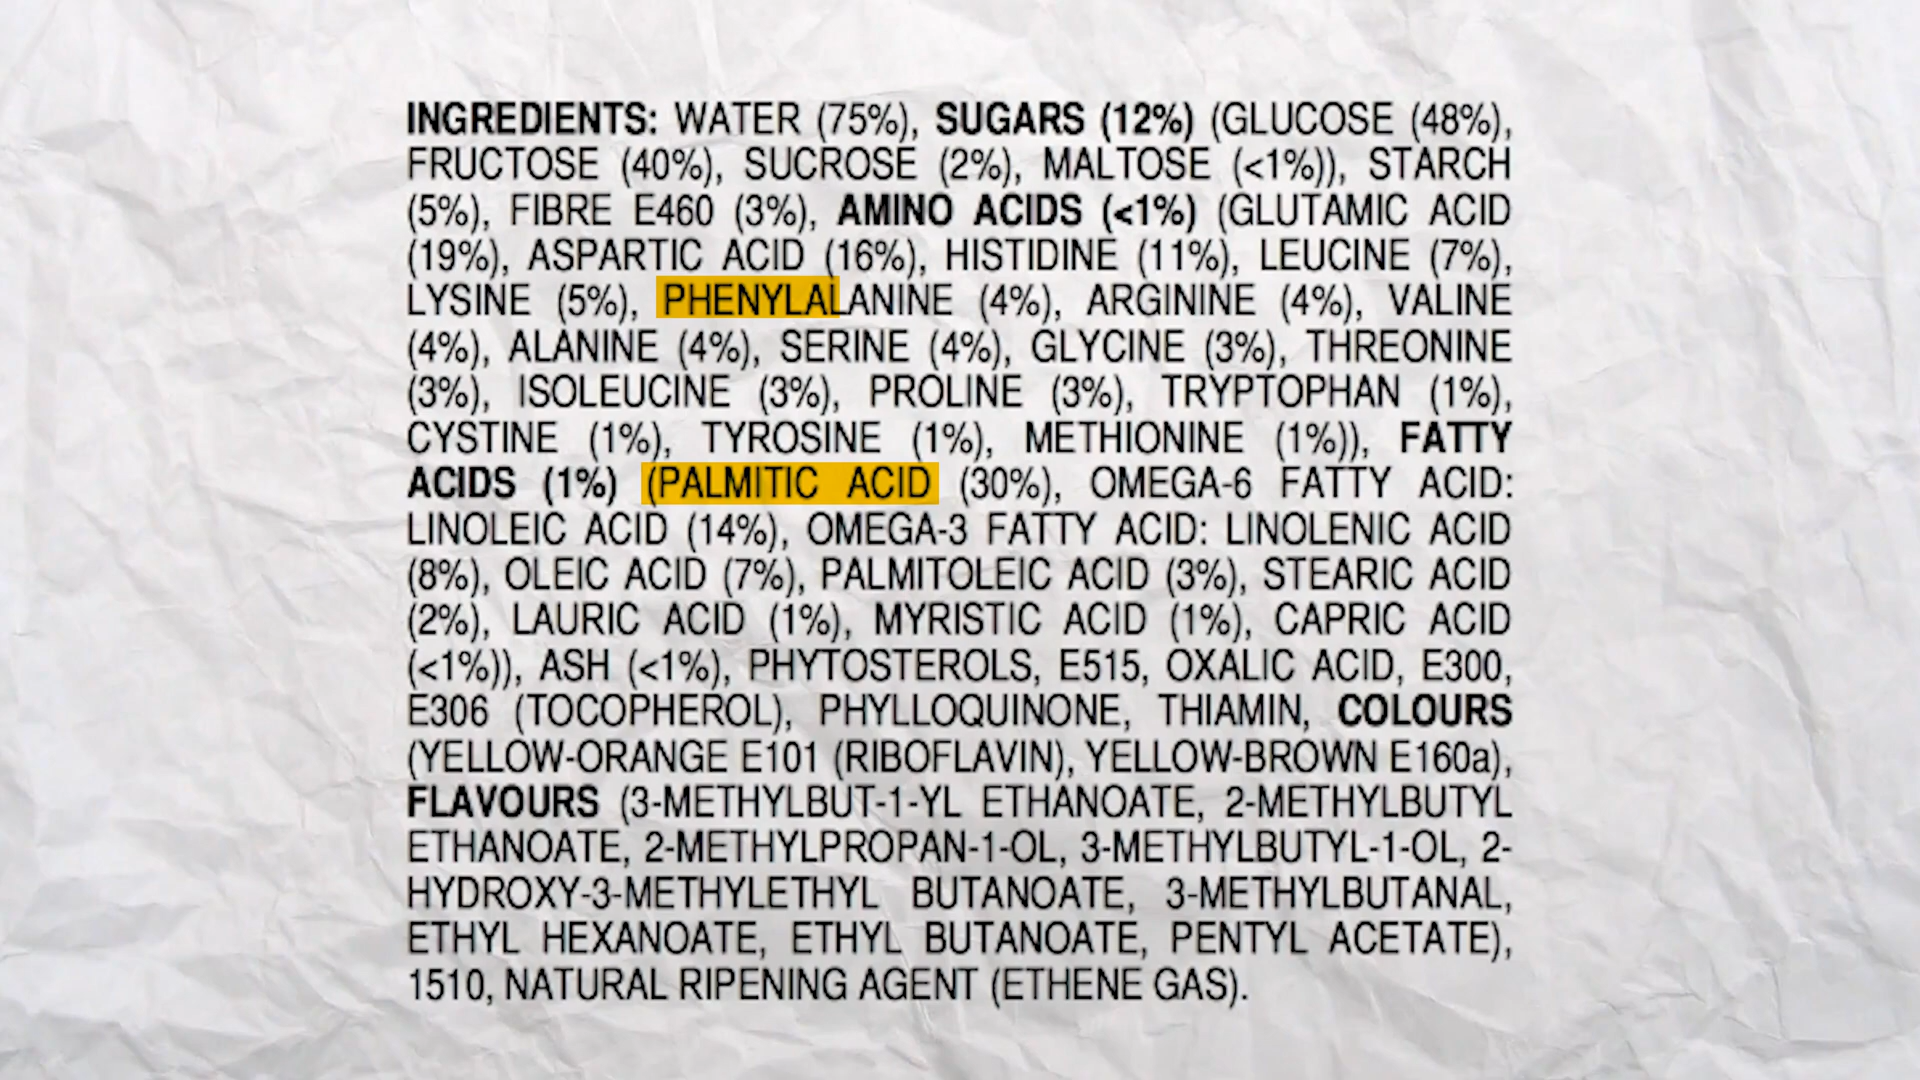 INGREDIENTS: WATER (75%), SUGARS (12%) (GLUCOSE (48%),
FRUCTOSE (40%), SUCROSE (2%), MALTOSE (<1%)), STARCH
(5%), FIBRE E460 (3%), AMINO ACIDS (<1%) (GLUTAMIC ACID
(19%), ASPARTIC ACID (16%), HISTIDINE (11%), LEUCINE (7%),
LYSINE (5%), PHENYLALANINE (4%), ARGININE (4%), VALINE
(4%), ALANINE (4%), SERINE (4%), GLYCINE (3%), THREONINE
(3%), ISOLEUCINE (3%), PROLINE (3%), TRYPTOPHAN (1%),
CYSTINE (1%), TYROSINE (1%), METHIONINE (1%)), FATTY
ACIDS (1%) (PALMITIC ACID (30%), OMEGA-6 FATTY ACID:
LINOLEIC ACID (14%), OMEGA-3 FATTY ACID: LINOLENIC ACID
(8%), OLEIC ACID (7%), PALMITOLEIC ACID (3%), STEARIC ACID
(2%), LAURIC ACID (1%), MYRISTIC ACID (1%), CAPRIC ACID
(<1%)), ASH (<1%), PHYTOSTEROLS, E515, OXALIC ACID, E300,
E306 (TOCOPHEROL), PHYLLOQUINONE, THIAMIN, COLOURS
(YELLOW-ORANGE E101 (RIBOFLAVIN), YELLOW-BROWN E160a),
FLAVOURS (3-METHYLBUT-1-YL ETHANOATE, 2-METHYLBUTYL
ETHANOATE, 2-METHYLPROPAN-1-OL, 3-METHYLBUTYL-1-OL, 2-
HYDROXY-3-METHYLETHYL BUTANOATE, 3-METHYLBUTANAL,
ETHYL HEXANOATE, ETHYL BUTANOATE, PENTYL ACETATE),
1510, NATURAL RIPENING AGENT (ETHENE GAS).